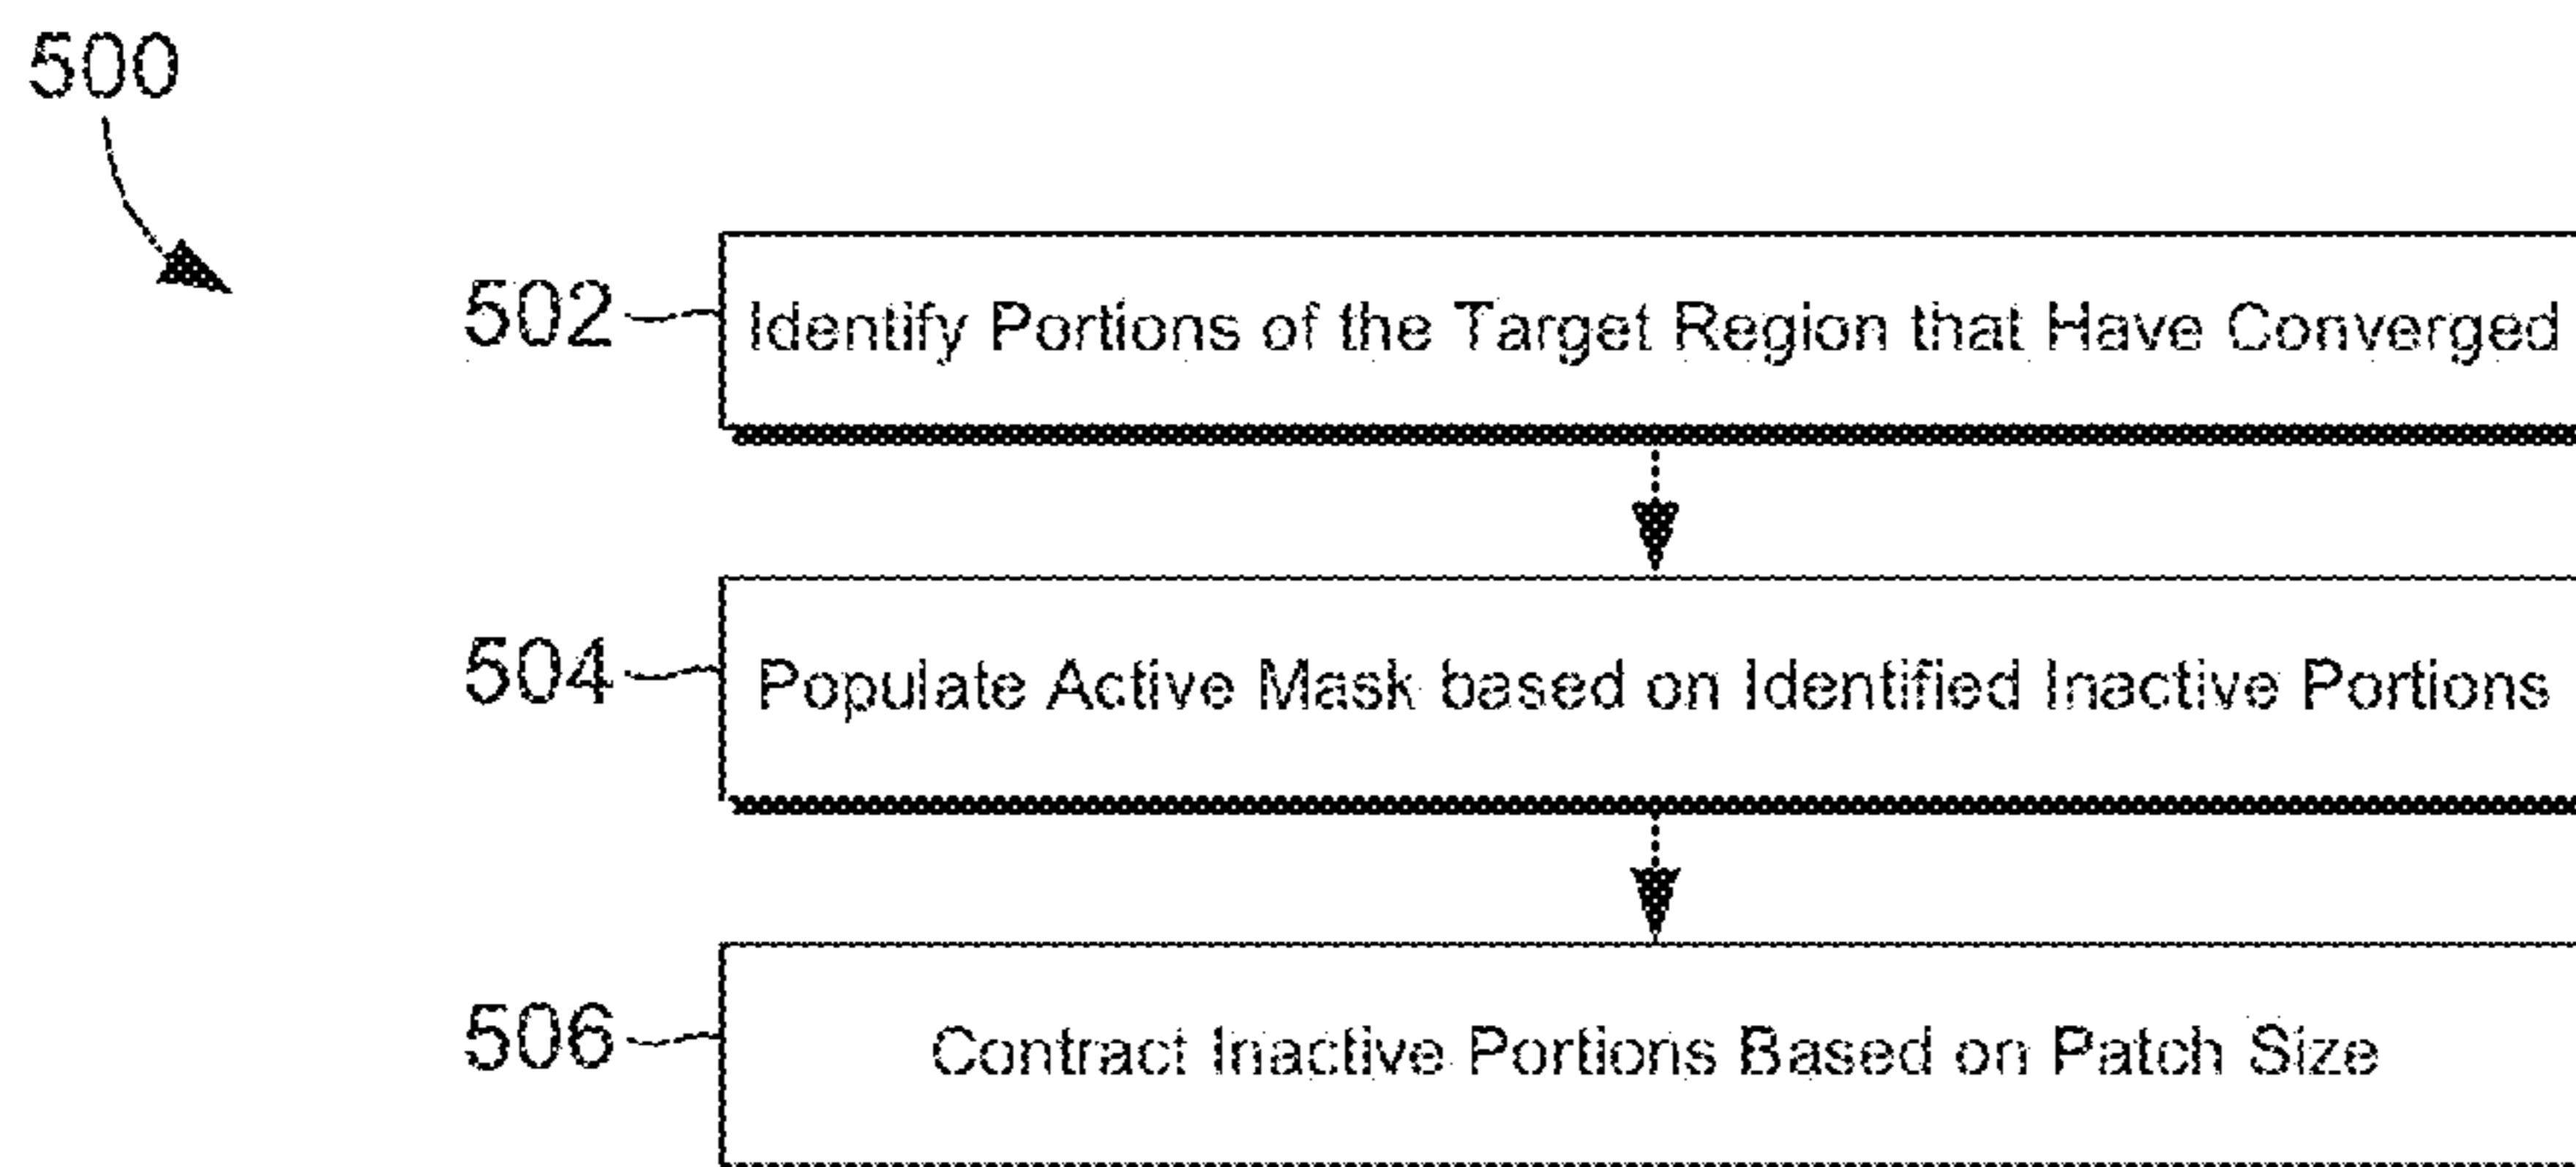 500
502 Identify Portions of the Target Region that Have Converged
504 Populate Active Mask based on Identified Inactive Portions
506 Contract Inactive Portions Based on Patch Size